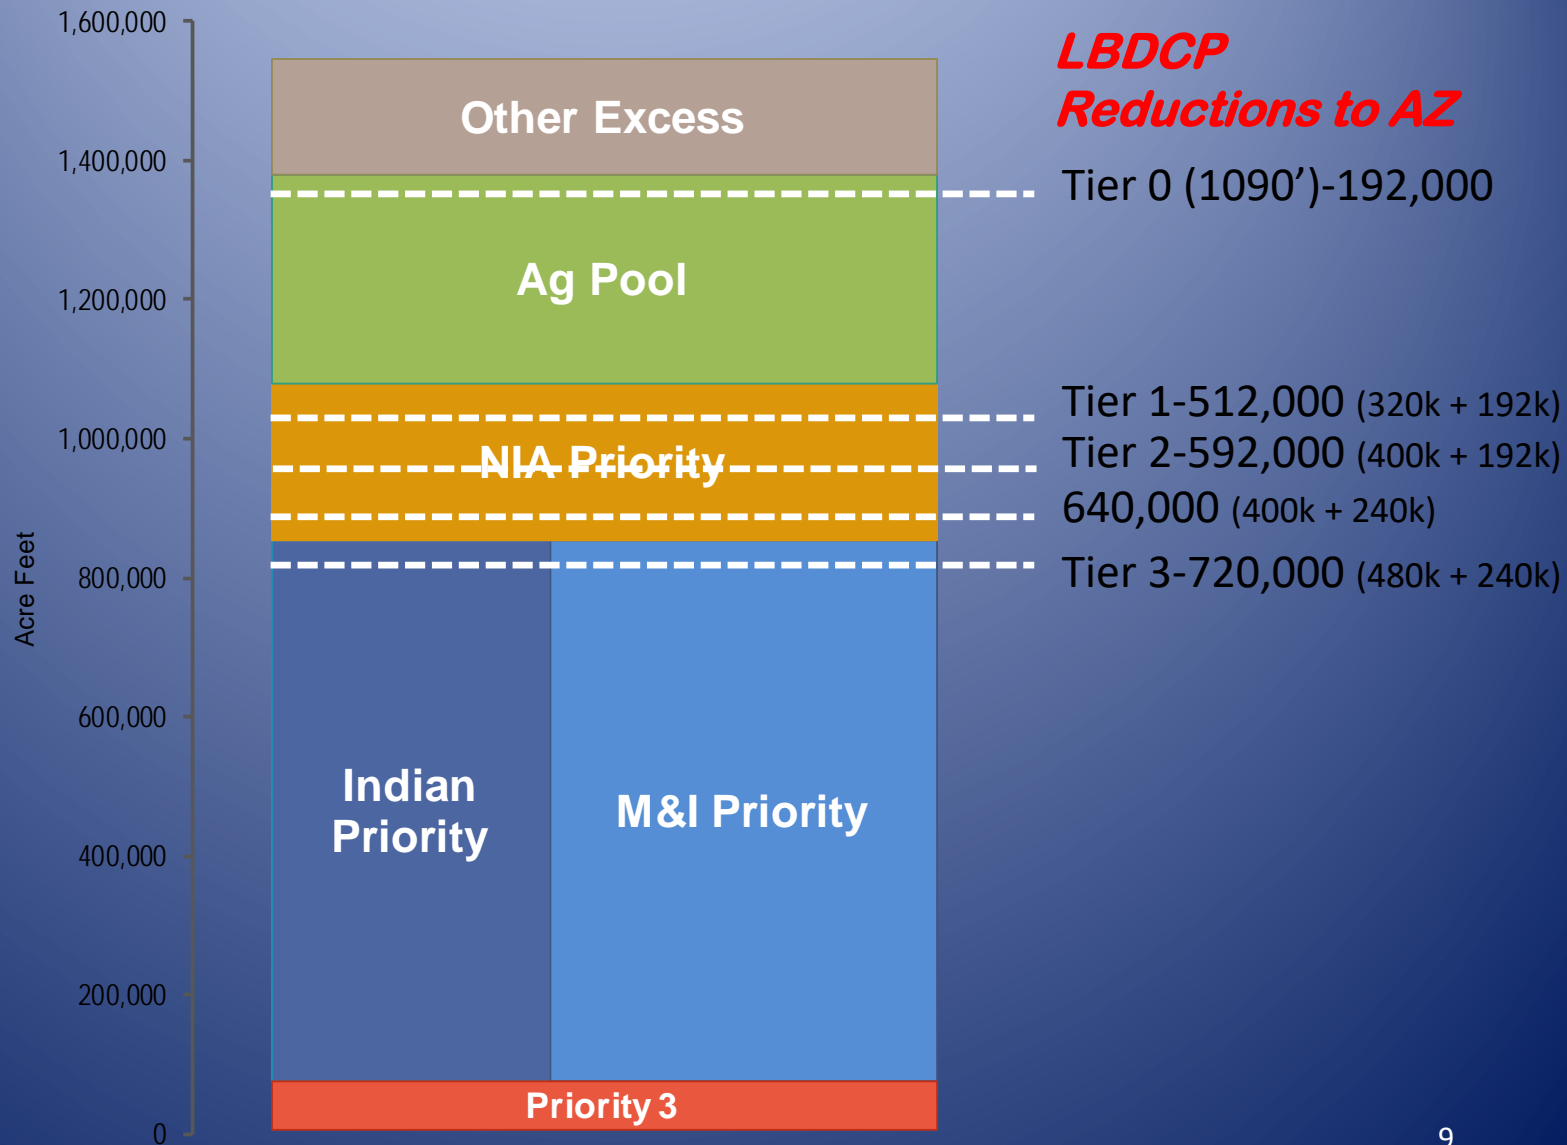 LBDCP
Reductions to AZ
1,600,000
1,400,000
1,200,000
1,000,000
800,000
600,000
400,000
200,000
0
Acre Feet
Other Excess
Ag Pool
NIA Priority
Indian
Priority
M&I Priority
Priority 3
Tier 0 (1090’)-192,000
Tier 1-512,000 (320k + 192k)
Tier 2-592,000 (400k + 192k)
640,000 (400k + 240k)
Tier 3-720,000 (480k + 240k)
9